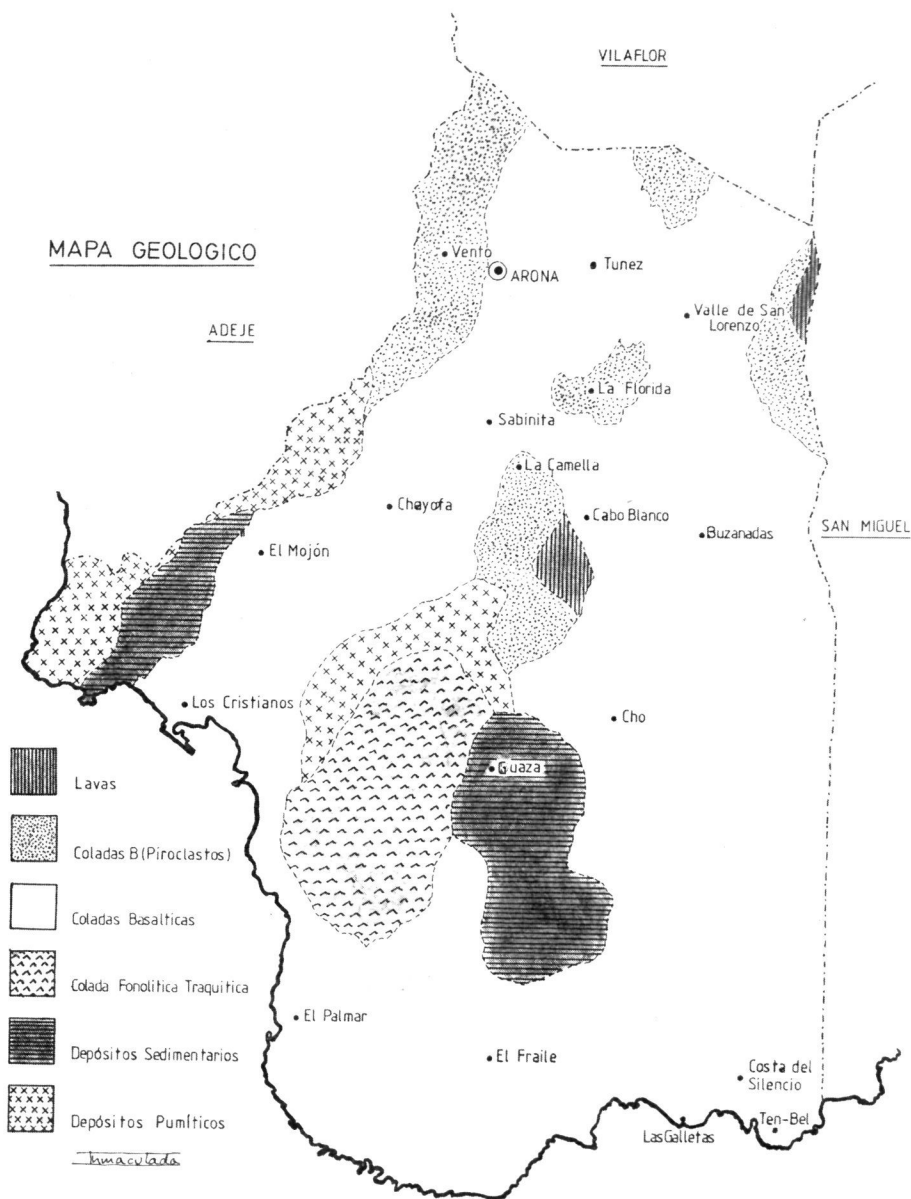 VILAFLOR
MAPA GEOLOGICO
Vento
ARONA
Tunez
ADEJE
Valle de San
Lorenzo
La Florida
Sabinita
La Camella
Chayofa
Cabo Blanco
Buzanadas
SAN MIGUEL
El Mojón
Los Cristianos
Cho
Guaza
Lavas
Coladas B (Piroclastos)
Coladas Basalticas
Colada Fonolítica Traquitica
Depósitos Sedimentarios
Depósitos Pumíticos
Inmaculada
El Palmar
El Fraile
Costa del
Silencio
Las Galletas
Ten-Bel